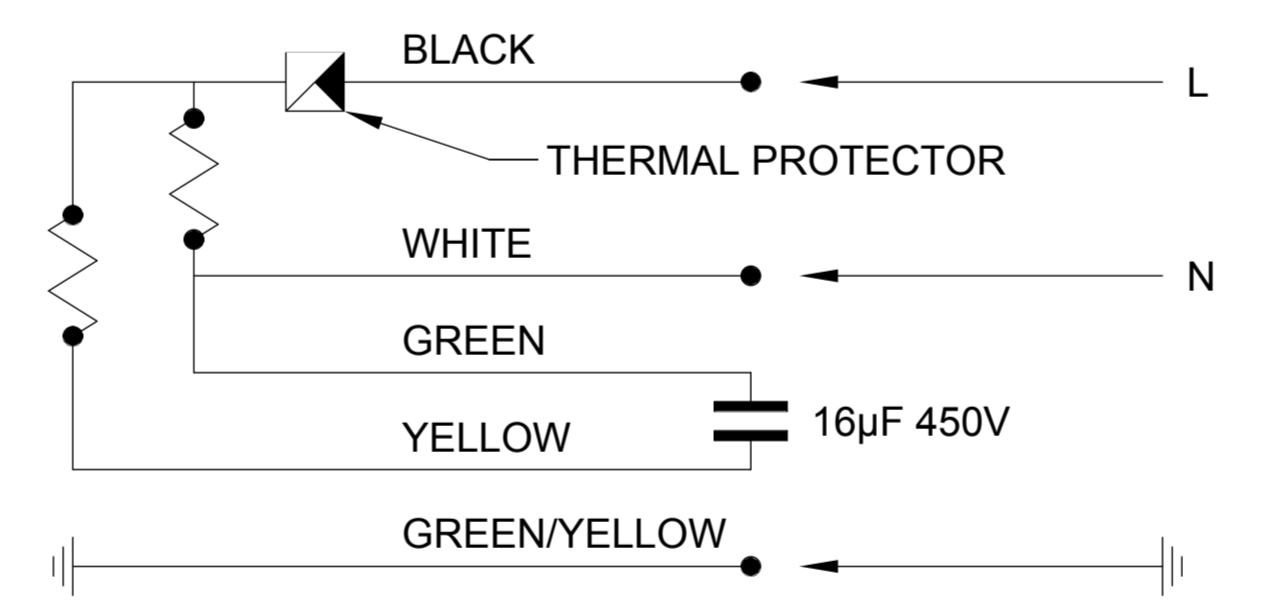 BLACK
L
THERMAL PROTECTOR
WHITE
N
GREEN
16µF 450V
YELLOW
GREEN/YELLOW